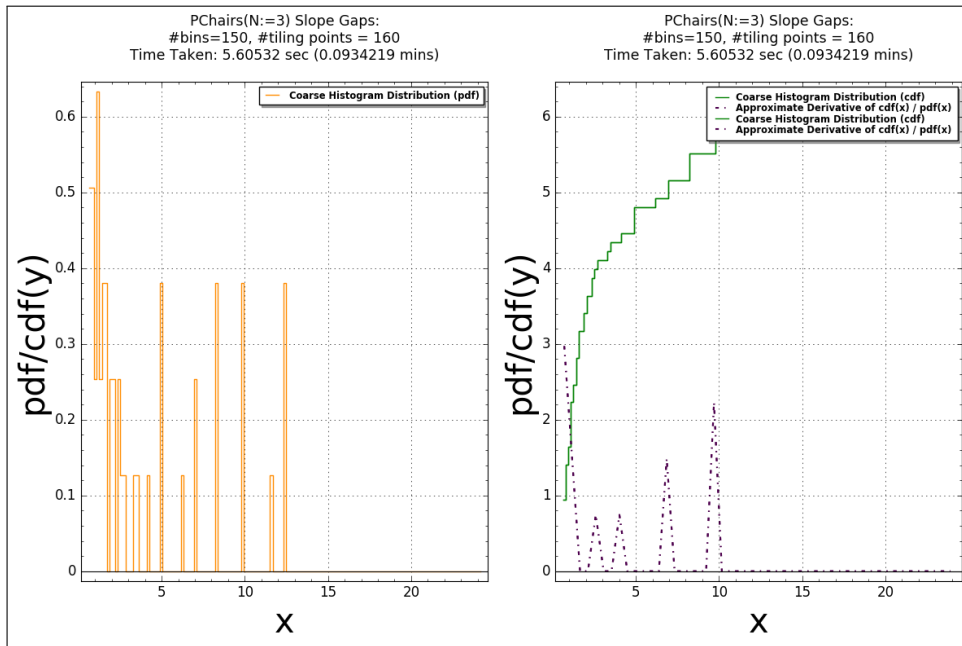 PChairs(N:=3) Slope Gaps:
#bins=150, #tiling points = 160
Time Taken: 5.60532 sec (0.0934219 mins)
Coarse Histogram Distribution (pdf)
0.6
0.5
0.4
0.3
0.2
0.1
0
5
10
15
20
pdf/cdf(y)
x
PChairs(N:=3) Slope Gaps:
#bins=150, #tiling points = 160
Time Taken: 5.60532 sec (0.0934219 mins)
Coarse Histogram Distribution (cdf)
Approximate Derivative of cdf(x) / pdf(x)
Coarse Histogram Distribution (cdf)
Approximate Derivative of cdf(x) / pdf(x)
6
5
4
3
2
1
0
5
10
15
20
pdf/cdf(y)
x